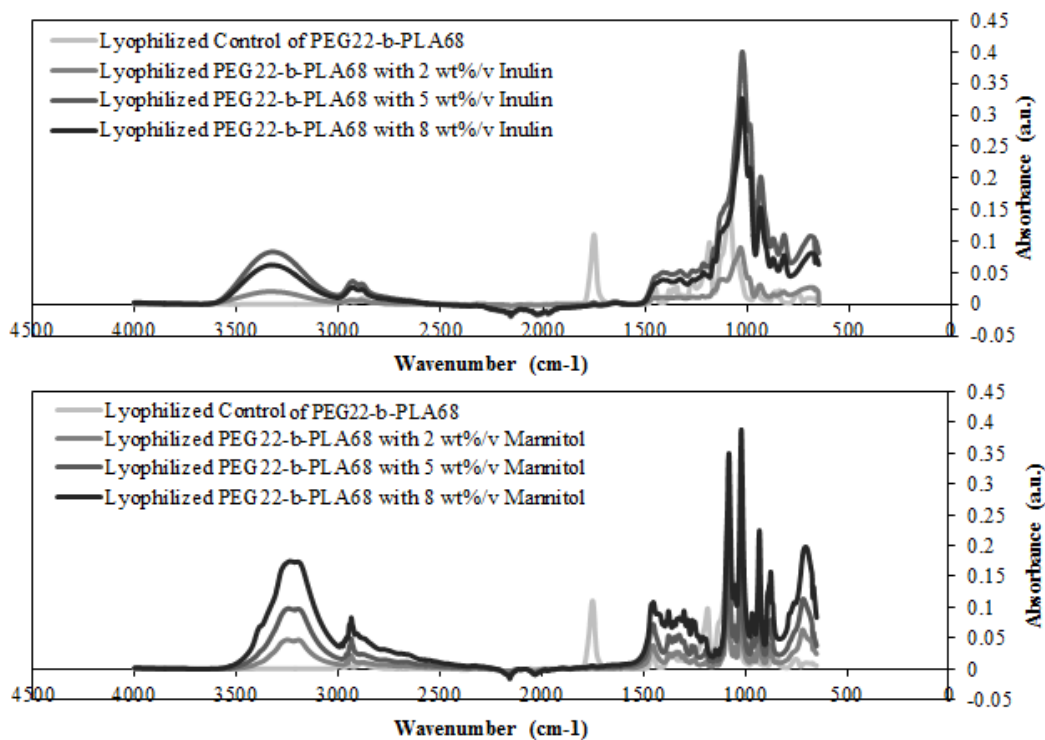 Lyophilized Control of PEG22-b-PLA68
Lyophilized PEG22-b-PLA68 with 2 wt%/v Inulin
Lyophilized PEG22-b-PLA68 with 5 wt%/v Inulin
Lyophilized PEG22-b-PLA68 with 8 wt%/v Inulin
0.45
0.4
0.35
0.3
0.25
0.2
0.15
0.1
0.05
0
-0.05
Absorbance (a.u.)
4500 4000 3500 3000 2500 2000 1500 1000 500 0
Wavenumber (cm-1)
Lyophilized Control of PEG22-b-PLA68
Lyophilized PEG22-b-PLA68 with 2 wt%/v Mannitol
Lyophilized PEG22-b-PLA68 with 5 wt%/v Mannitol
Lyophilized PEG22-b-PLA68 with 8 wt%/v Mannitol
0.45
0.4
0.35
0.3
0.25
0.2
0.15
0.1
0.05
0
-0.05
Absorbance (a.u.)
4500 4000 3500 3000 2500 2000 1500 1000 500 0
Wavenumber (cm-1)